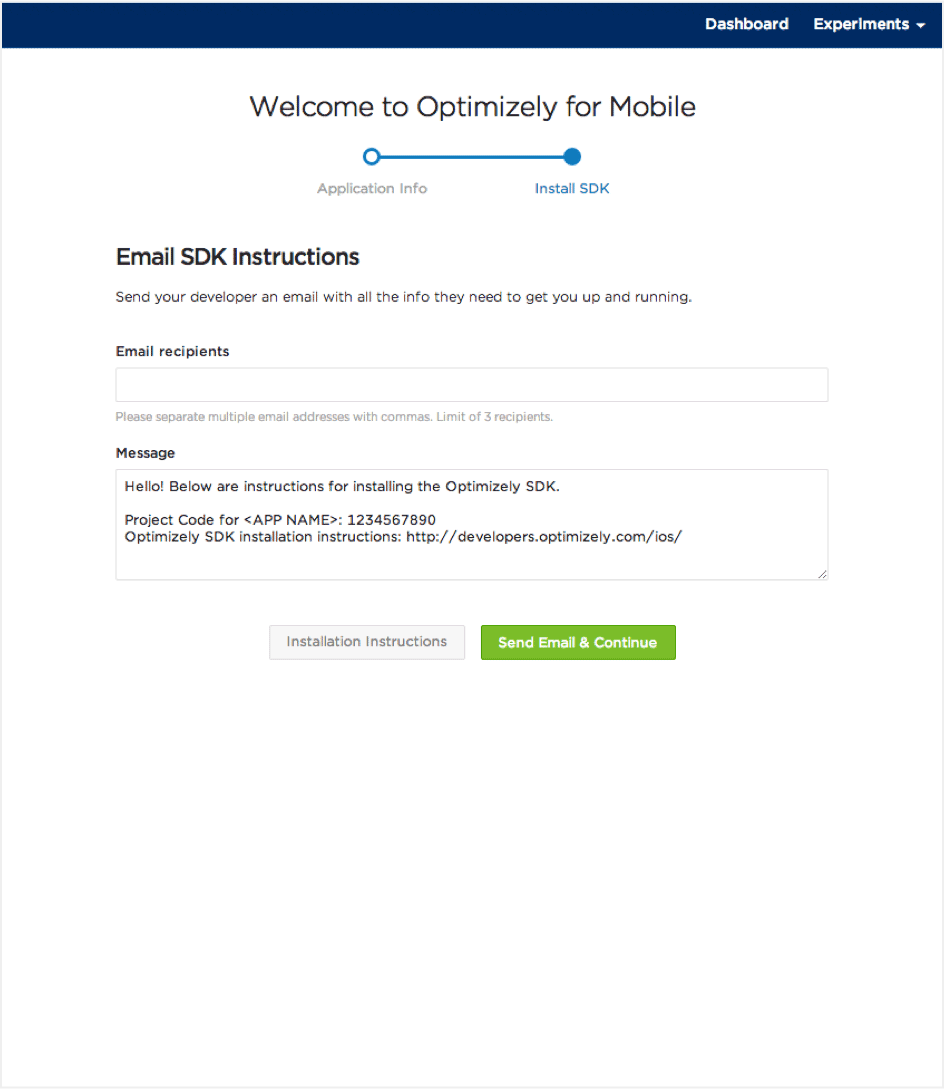 Dashboard Experiments
Welcome to Optimizely for Mobile
Application Info Install SDK
Email SDK Instructions
Send your developer an email with all the info they need to get you up and running.
Email recipients
Please separate multiple email addresses with commas. Limit of 3 recipients.
Message
Hello! Below are instructions for installing the Optimizely SDK.
Project Code for <APP NAME>: 1234567890
Optimizely SDK installation instructions: http://developers.optimizely.com/ios/
Installation Instructions Send Email & Continue